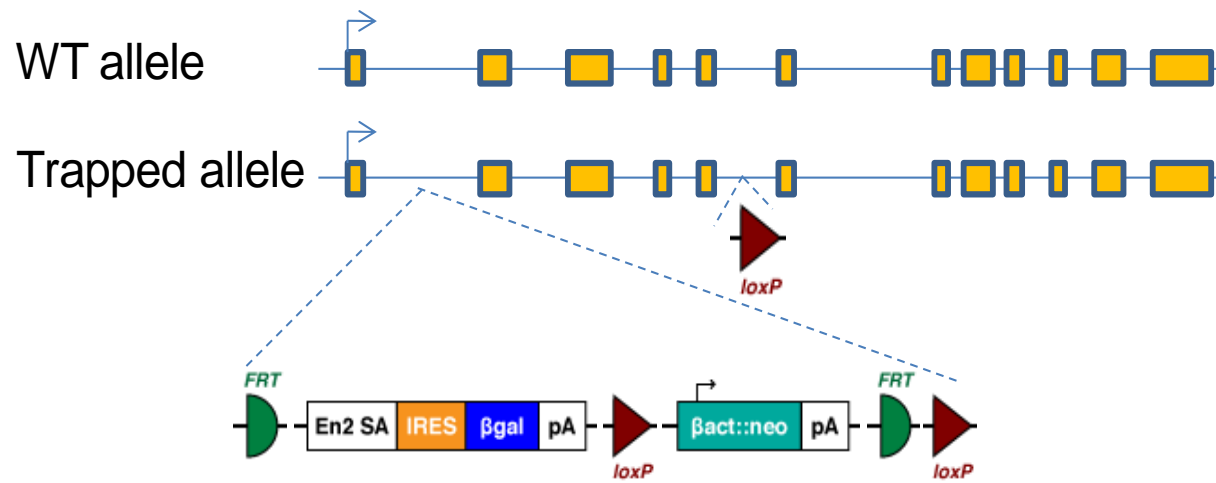 WT allele
Trapped allele
loxP
FRT FRT
En2 SA IRES βgal pA βact::neo pA
loxP loxP